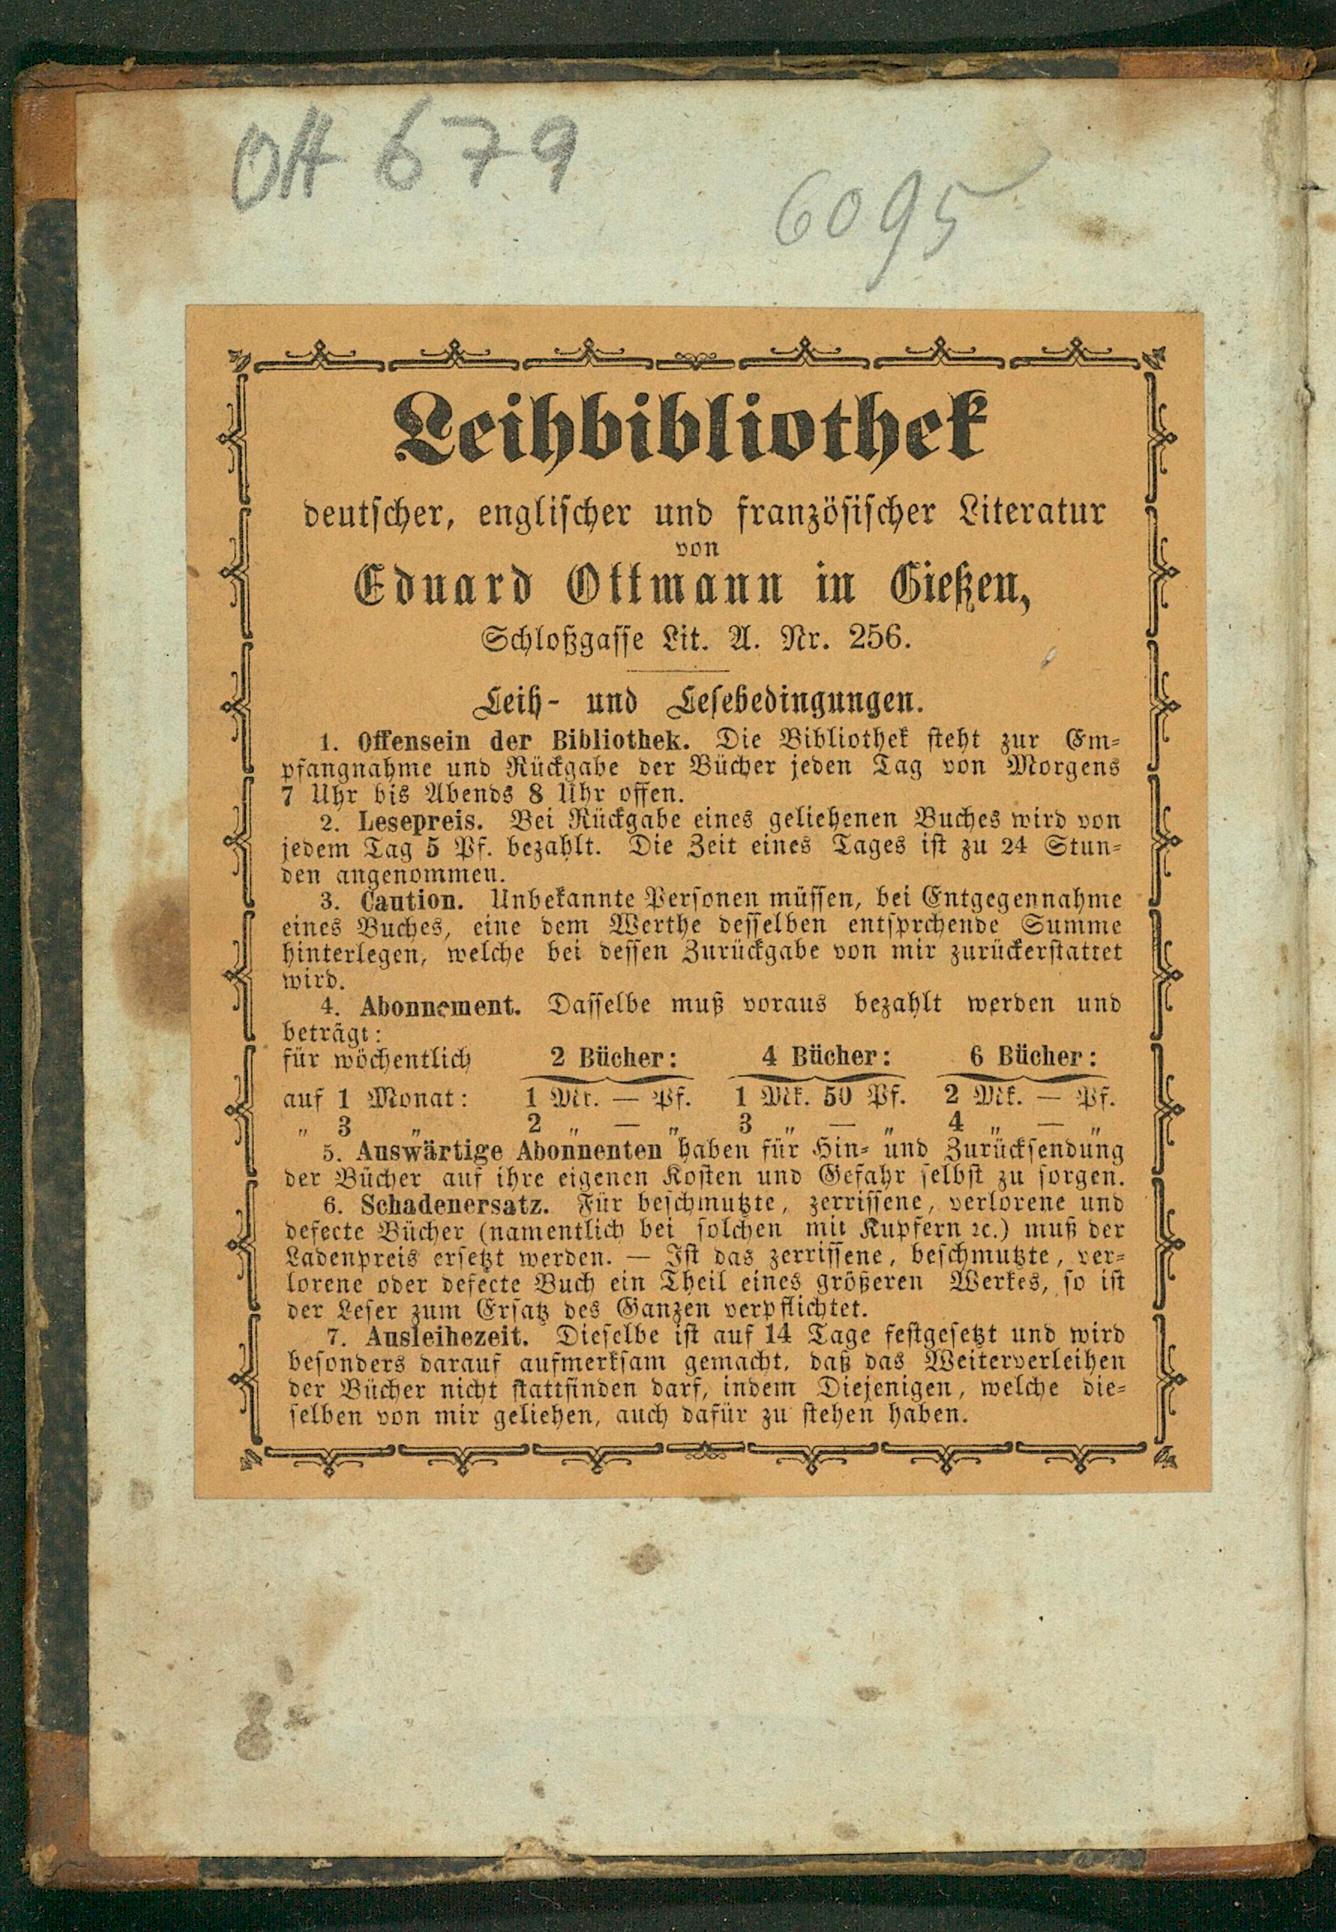 Ott 679
6095
Leihbibliothek
deutscher, englischer und französischer Literatur
von
Eduard Ottmann in Gießen,
Schloßgasse Lit. A. Nr. 256.
Leih- und Lesebedingungen.
1. Offensein der Bibliothek. Die Bibliothek steht zur Em-
pfangnahme und Rückgabe der Bücher jeden Tag von Morgens
7 Uhr bis Abends 8 Uhr offen.
2. Lesepreis. Bei Rückgabe eines geliehenen Buches wird von
jedem Tag 5 Pf. bezahlt. Die Zeit eines Tages ist zu 24 Stun-
den angenommen.
3. Caution. Unbekannte Personen müssen, bei Entgegennahme
eines Buches, eine dem Werthe desselben entsprchende Summe
hinterlegen, welche bei dessen Zurückgabe von mir zurückerstattet
wird.
4. Abonnement. Dasselbe muß voraus bezahlt werden und
beträgt:
für wöchentlich 2 Bücher: 4 Bücher: 6 Bücher:
auf 1 Monat: 1 Mk. — Pf. 1 Mk. 50 Pf. 2 Mk. — Pf.
„ 3 „ 2 „ — „ 3 „ — „ 4 „ — „
5. Auswärtige Abonnenten haben für Hin- und Zurücksendung
der Bücher auf ihre eigenen Kosten und Gefahr selbst zu sorgen.
6. Schadenersatz. Für beschmutzte, zerrissene, verlorene und
defecte Bücher (namentlich bei solchen mit Kupfern ꝛc.) muß der
Ladenpreis ersetzt werden. — Ist das zerrissene, beschmutzte, ver-
lorene oder defecte Buch ein Theil eines größeren Werkes, so ist
der Leser zum Ersatz des Ganzen verpflichtet.
7. Ausleihezeit. Dieselbe ist auf 14 Tage festgesetzt und wird
besonders darauf aufmerksam gemacht, daß das Weiterverleihen
der Bücher nicht stattfinden darf, indem Diejenigen, welche die-
selben von mir geliehen, auch dafür zu stehen haben.